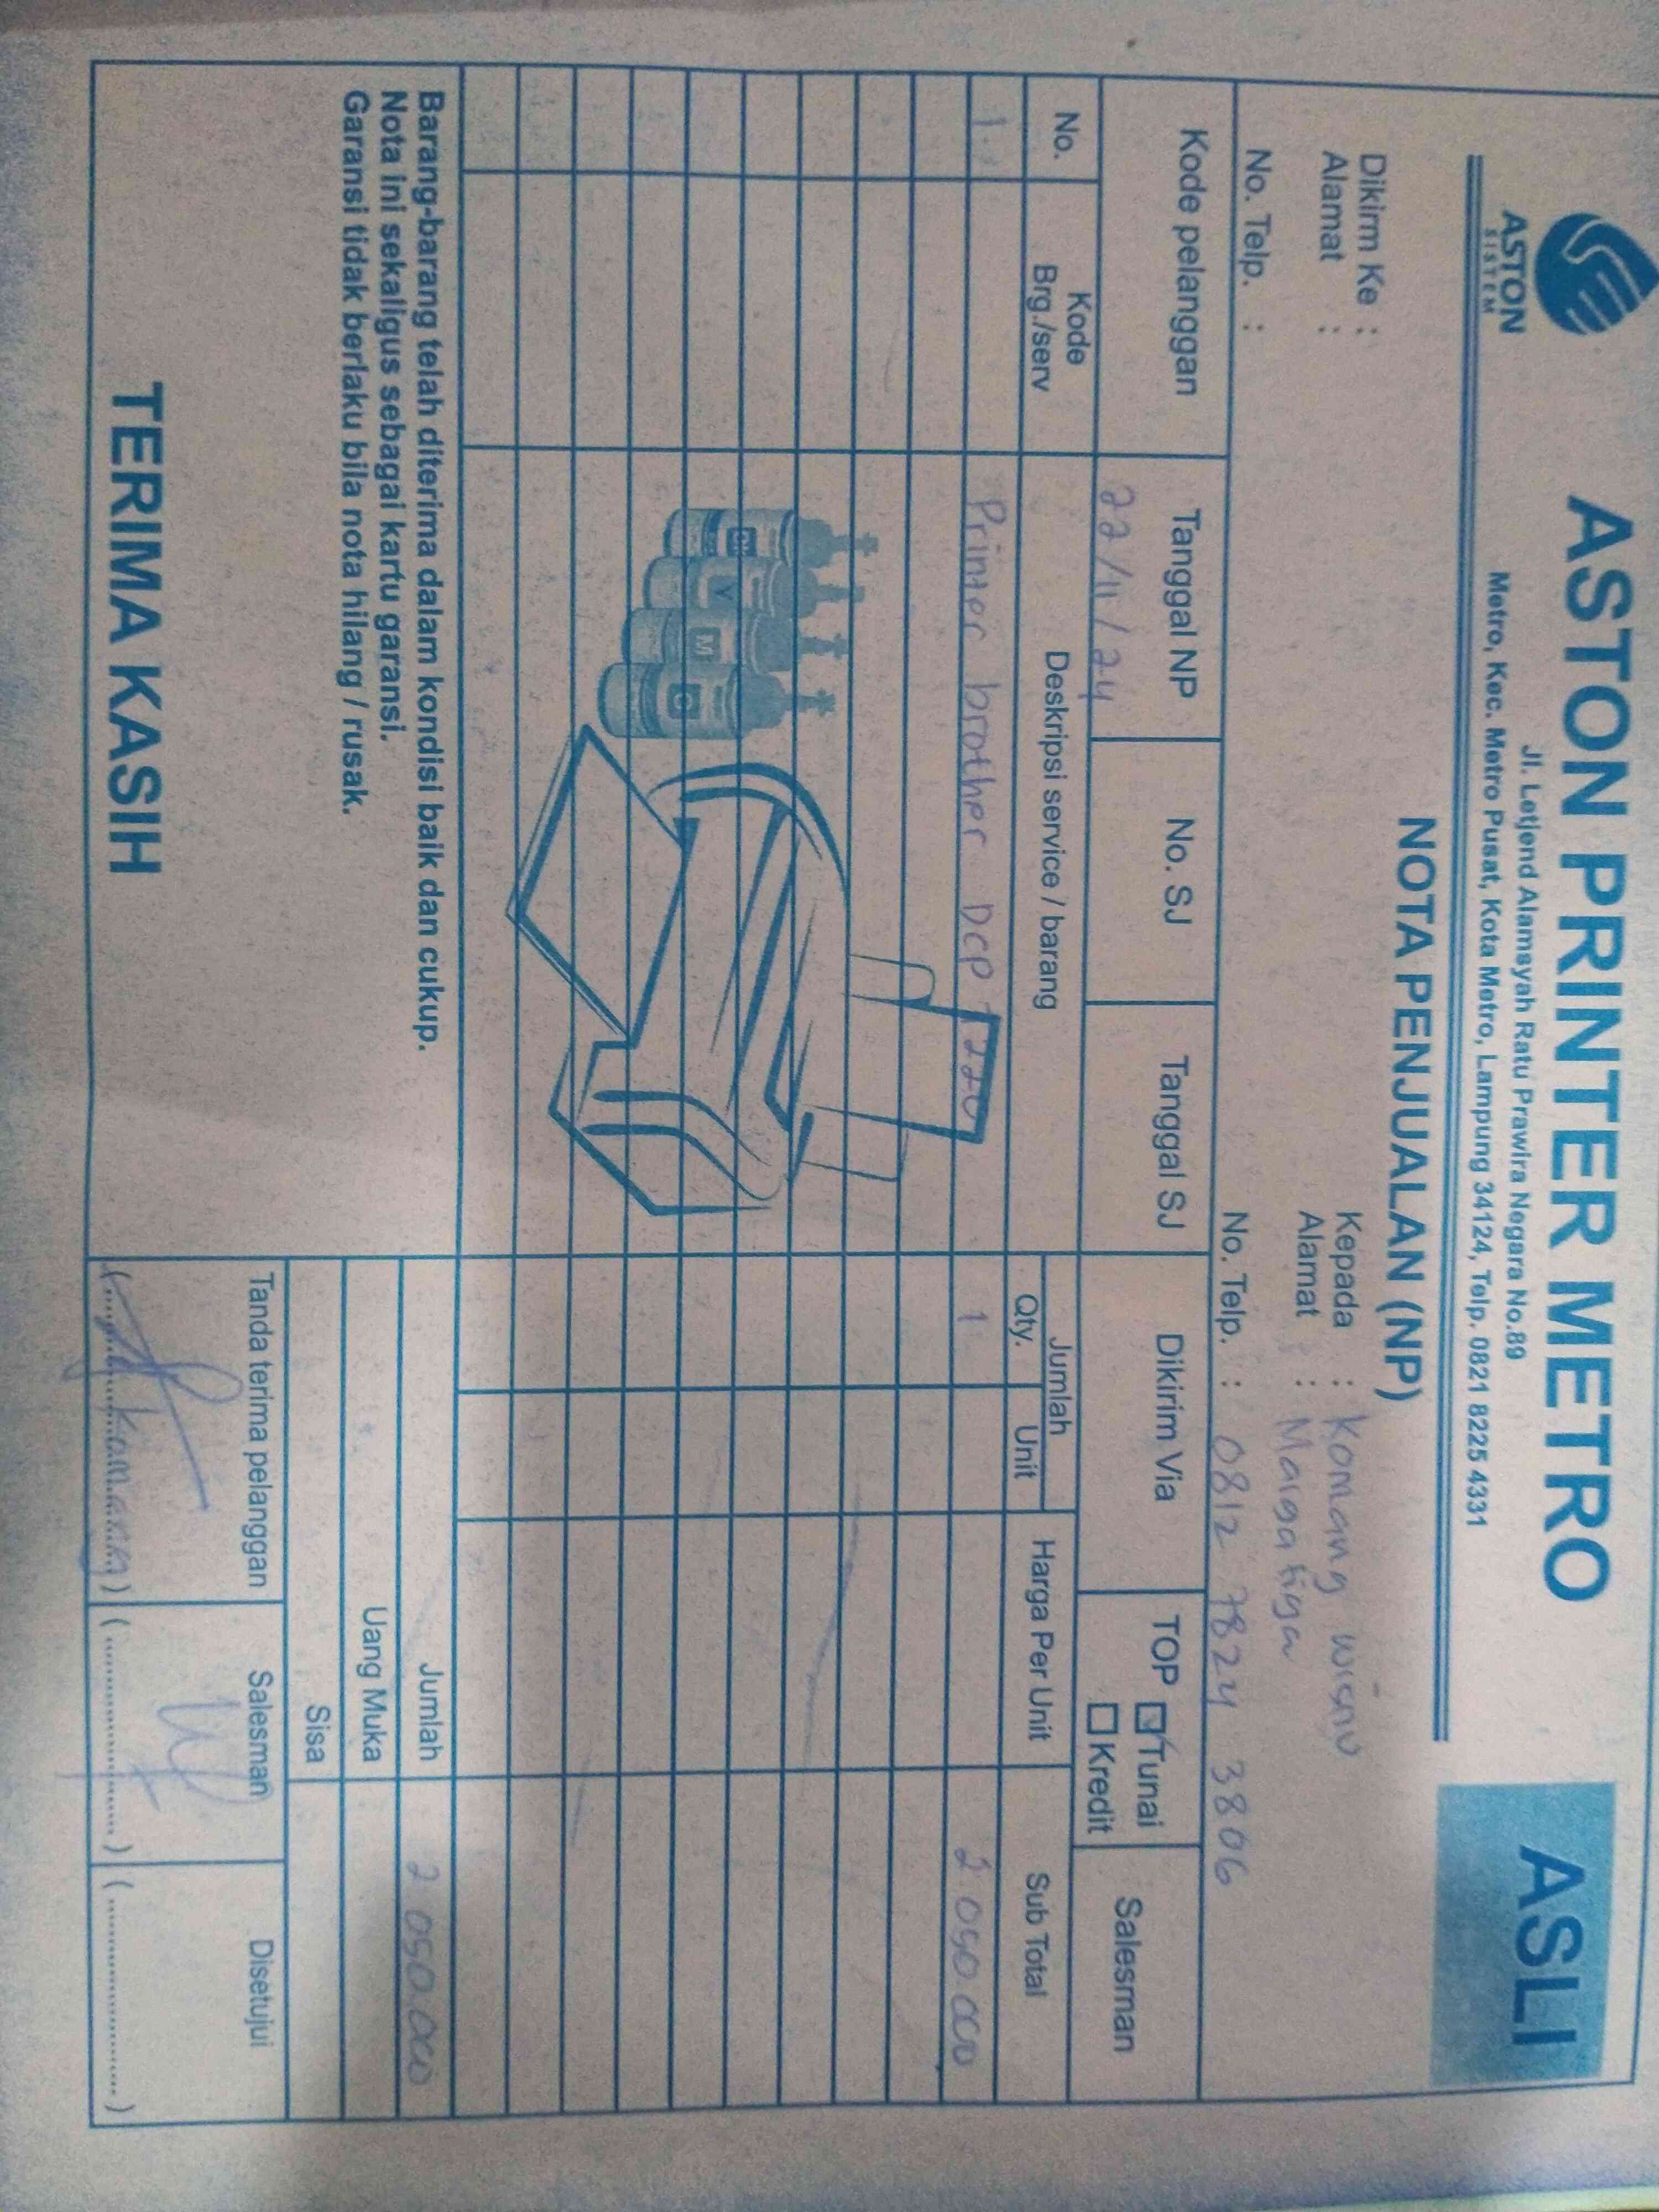 ASTON
SISTEM
ASTON PRINTER METRO
Jl. Letjend Alamsyah Ratu Prawira Negara No.89
Metro, Kec. Metro Pusat, Kota Metro, Lampung 34124, Telp. 0821 8225 4331
ASLI
NOTA PENJUALAN (NP)
Dikirm Ke :
Alamat :
No. Telp. :
Kepada : Komang wisnu
Alamat : Marga tiga
No. Telp. : 0812 7824 3806
Kode pelanggan Tanggal NP No. SJ Tanggal SJ Dikirim Via TOP Tunai Kredit Salesman
22/11/24
No. Kode Brg./serv Deskripsi service / barang Jumlah Qty. Unit Harga Per Unit Sub Total
1. Printer brother DCP T220 1 2.050.000
BK Y M C
Barang-barang telah diterima dalam kondisi baik dan cukup.
Nota ini sekaligus sebagai kartu garansi.
Garansi tidak berlaku bila nota hilang / rusak.
TERIMA KASIH
Jumlah 2.050.000
Uang Muka
Sisa
Tanda terima pelanggan Salesman Disetujui
(Komang) (....................) (....................)